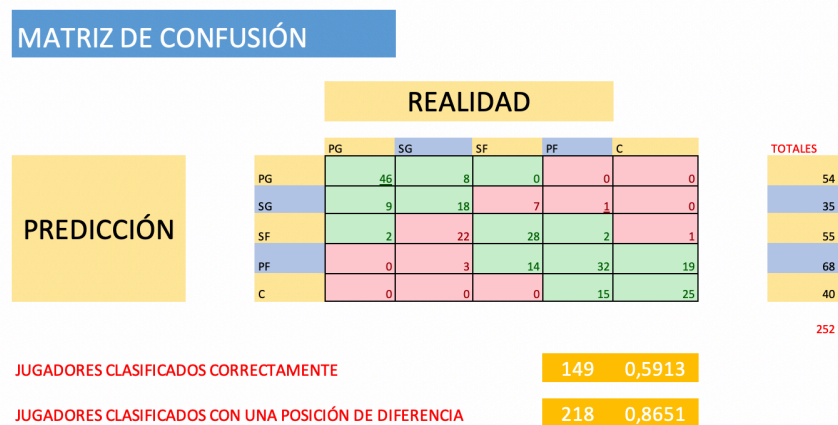 MATRIZ DE CONFUSIÓN
REALIDAD
PG SG SF PF C TOTALES
PG 46 8 0 0 0 54
SG 9 18 7 1 0 35
PREDICCIÓN
SF 2 22 28 2 1 55
PF 0 3 14 32 19 68
C 0 0 0 15 25 40
252
JUGADORES CLASIFICADOS CORRECTAMENTE 149 0,5913
JUGADORES CLASIFICADOS CON UNA POSICIÓN DE DIFERENCIA 218 0,8651